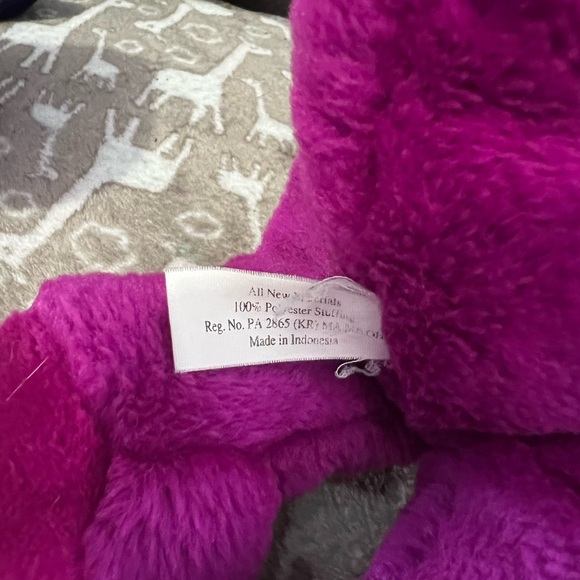 All New Materials
100% Polyester Stuffing
Reg. No. PA 2865 (KR) MA
Made in Indonesia